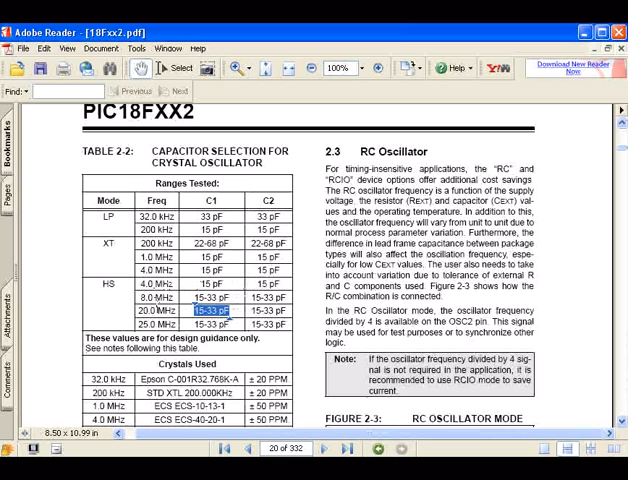 Adobe Reader - [18Fxx2.pdf]
File Edit View Document Tools Window Help
Select 100% Help Y! Download New Reader Now
Find: Previous Next
Bookmarks
Pages
Attachments
Comments
PIC18FXX2
TABLE 2-2: CAPACITOR SELECTION FOR
CRYSTAL OSCILLATOR
Ranges Tested:
Mode Freq C1 C2
LP 32.0 kHz 33 pF 33 pF
200 kHz 15 pF 15 pF
XT 200 kHz 22-68 pF 22-68 pF
1.0 MHz 15 pF 15 pF
4.0 MHz 15 pF 15 pF
HS 4.0 MHz 15 pF 15 pF
8.0 MHz 15-33 pF 15-33 pF
20.0 MHz 15-33 pF 15-33 pF
25.0 MHz 15-33 pF 15-33 pF
These values are for design guidance only.
See notes following this table.
Crystals Used
32.0 kHz Epson C-001R32.768K-A ± 20 PPM
200 kHz STD XTL 200.000KHz ± 20 PPM
1.0 MHz ECS ECS-10-13-1 ± 50 PPM
4.0 MHz ECS ECS-40-20-1 ± 50 PPM
2.3 RC Oscillator
For timing-insensitive applications, the "RC" and
"RCIO" device options offer additional cost savings
The RC oscillator frequency is a function of the supply
voltage, the resistor (REXT) and capacitor (CEXT) val-
ues and the operating temperature. In addition to this,
the oscillator frequency will vary from unit to unit due to
normal process parameter variation. Furthermore, the
difference in lead frame capacitance between package
types will also affect the oscillation frequency, espe-
cially for low CEXT values. The user also needs to take
into account variation due to tolerance of external R
and C components used. Figure 2-3 shows how the
R/C combination is connected.
In the RC Oscillator mode, the oscillator frequency
divided by 4 is available on the OSC2 pin. This signal
may be used for test purposes or to synchronize other
logic.
Note: If the oscillator frequency divided by 4 sig-
nal is not required in the application, it is
recommended to use RCIO mode to save
current.
FIGURE 2-3: RC OSCILLATOR MODE
8.50 x 10.99 in
20 of 332